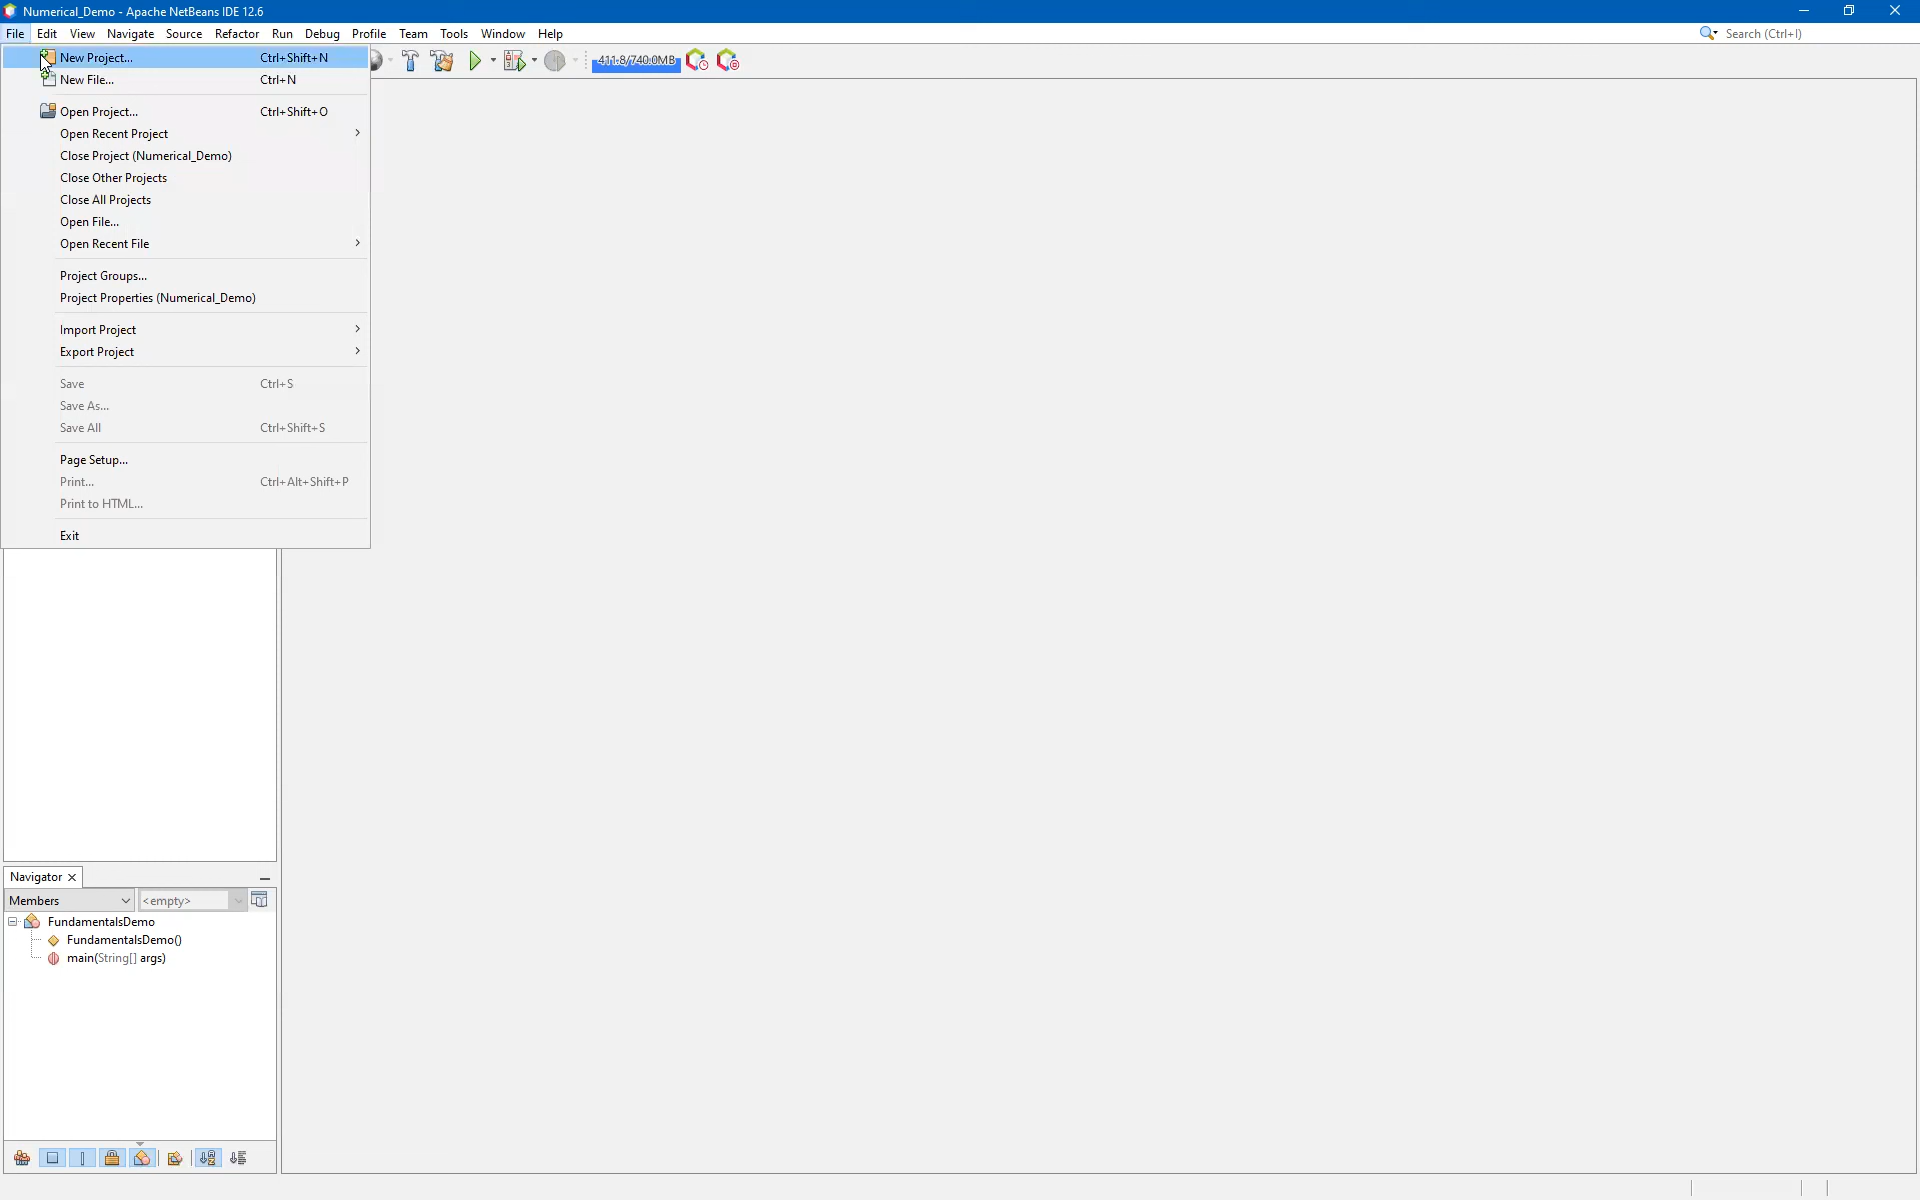 Numerical_Demo - Apache NetBeans IDE 12.6
File Edit View Navigate Source Refactor Run Debug Profile Team Tools Window Help
Search (Ctrl+I)
411.8/740.0MB
New Project... Ctrl+Shift+N
New File... Ctrl+N
Open Project... Ctrl+Shift+O
Open Recent Project
Close Project (Numerical_Demo)
Close Other Projects
Close All Projects
Open File...
Open Recent File
Project Groups...
Project Properties (Numerical_Demo)
Import Project
Export Project
Save Ctrl+S
Save As...
Save All Ctrl+Shift+S
Page Setup...
Print... Ctrl+Alt+Shift+P
Print to HTML...
Exit
Navigator
Members <empty>
FundamentalsDemo
FundamentalsDemo()
main(String[] args)